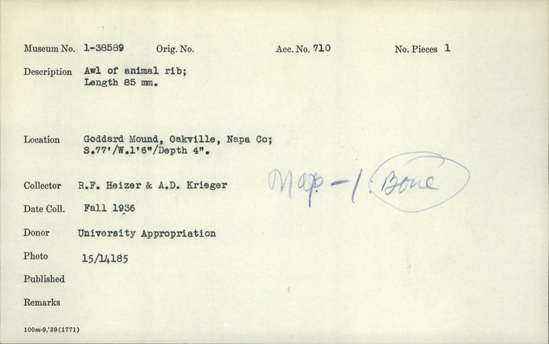 Museum No. 1-38589 Orig. No. Acc. No. 710 No. Pieces 1
Description Awl of animal rib;
Length 85 mm.
Location Goddard Mound, Oakville, Napa Co;
S.77'/W.1'6"/Depth 4".
Collector R.F. Heizer & A.D. Krieger
Nap - 1. Bone
Date Coll. Fall 1936
Donor University Appropriation
Photo 15/14185
Published
Remarks
100m-9,'39(1771)